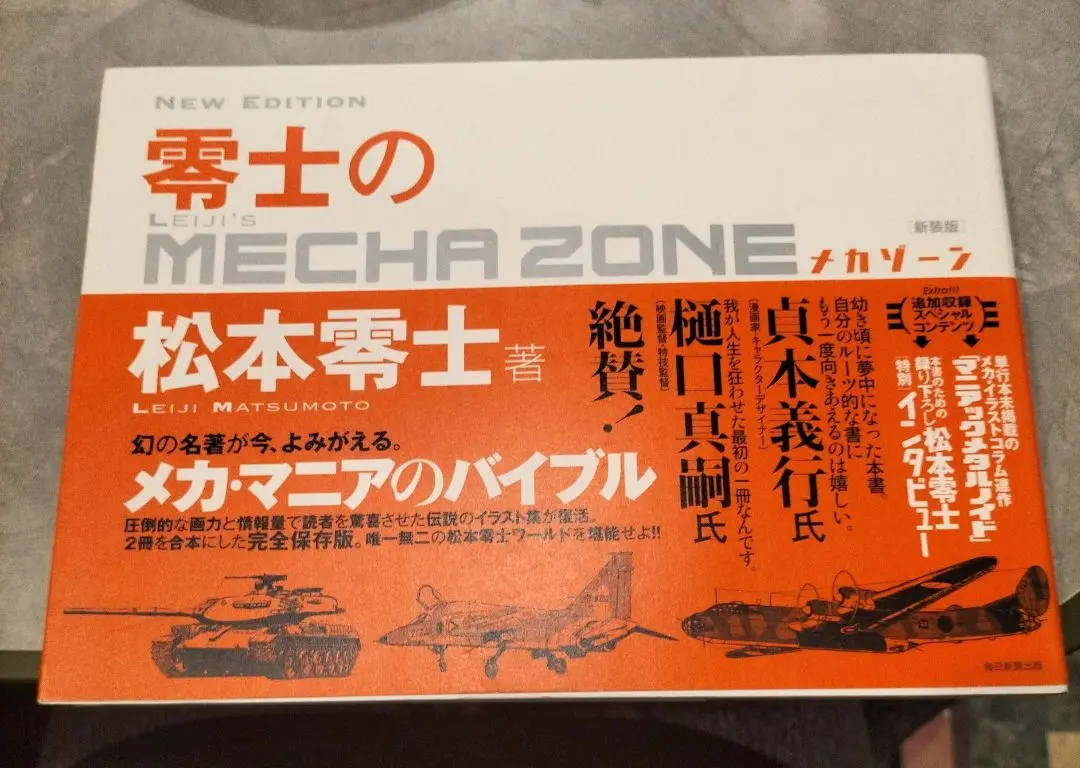 NEW EDITION
零士の
LEIJI'S
MECHA ZONE
メカゾーン
[新装版]
松本零士 著
LEIJI MATSUMOTO
幻の名著が今、よみがえる。
メカ・マニアのバイブル
圧倒的な画力と情報量で読者を驚喜させた伝説のイラスト集が復活。
2冊を合本にした完全保存版。唯一無二の松本零士ワールドを堪能せよ!!
Extra!!!
追加収録
スペシャル
コンテンツ
単行本未掲載の
メカ・イラストコラム連作
「マニアックメタルノイド」
本書のための
録り下ろし松本零士
特別インタビュー
幼き頃に夢中になった本書。
自分のルーツ的な書に
もう一度向きあえるのは嬉しい。
貞本義行氏
(漫画家・キャラクターデザイナー)
我が人生を狂わせた最初の一冊なんです。
樋口真嗣氏
(映画監督・特技監督)
絶賛!
毎日新聞出版